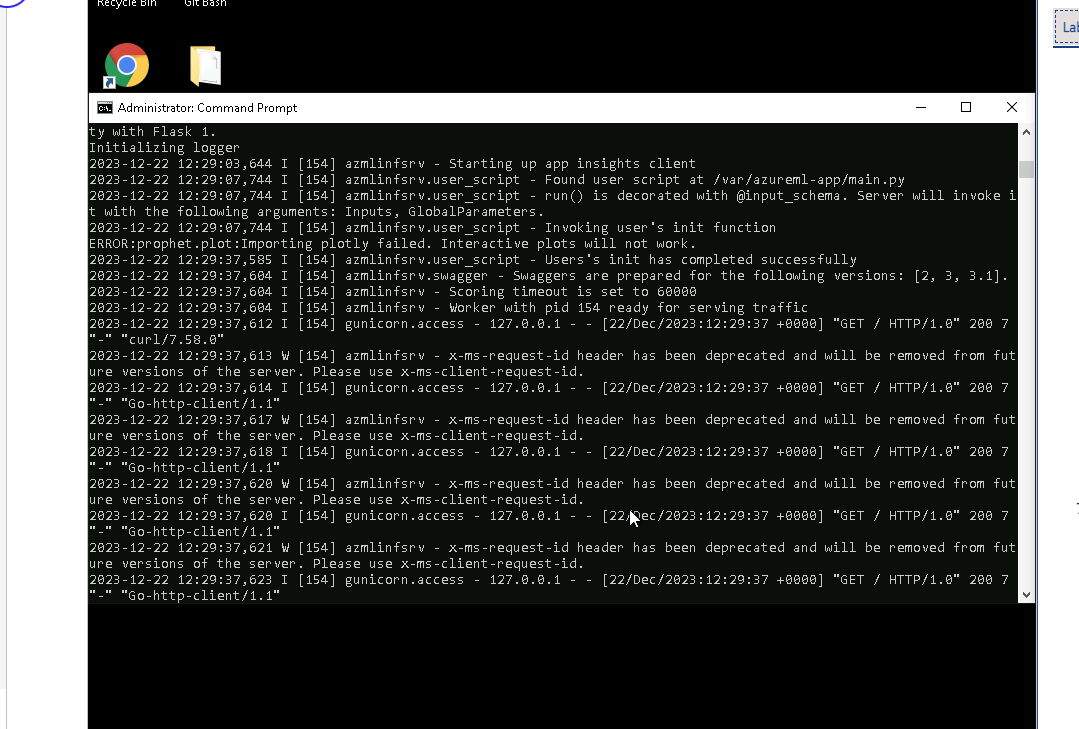 Recycle Bin Git Bash
Lab
Administrator: Command Prompt
ty with Flask 1.
Initializing logger
2023-12-22 12:29:03,644 I [154] azmlinfsrv - Starting up app insights client
2023-12-22 12:29:07,744 I [154] azmlinfsrv.user_script - Found user script at /var/azureml-app/main.py
2023-12-22 12:29:07,744 I [154] azmlinfsrv.user_script - run() is decorated with @input_schema. Server will invoke i
t with the following arguments: Inputs, GlobalParameters.
2023-12-22 12:29:07,744 I [154] azmlinfsrv.user_script - Invoking user's init function
ERROR:prophet.plot:Importing plotly failed. Interactive plots will not work.
2023-12-22 12:29:37,585 I [154] azmlinfsrv.user_script - Users's init has completed successfully
2023-12-22 12:29:37,604 I [154] azmlinfsrv.swagger - Swaggers are prepared for the following versions: [2, 3, 3.1].
2023-12-22 12:29:37,604 I [154] azmlinfsrv - Scoring timeout is set to 60000
2023-12-22 12:29:37,604 I [154] azmlinfsrv - Worker with pid 154 ready for serving traffic
2023-12-22 12:29:37,612 I [154] gunicorn.access - 127.0.0.1 - - [22/Dec/2023:12:29:37 +0000] "GET / HTTP/1.0" 200 7
"-" "curl/7.58.0"
2023-12-22 12:29:37,613 W [154] azmlinfsrv - x-ms-request-id header has been deprecated and will be removed from fut
ure versions of the server. Please use x-ms-client-request-id.
2023-12-22 12:29:37,614 I [154] gunicorn.access - 127.0.0.1 - - [22/Dec/2023:12:29:37 +0000] "GET / HTTP/1.0" 200 7
"-" "Go-http-client/1.1"
2023-12-22 12:29:37,617 W [154] azmlinfsrv - x-ms-request-id header has been deprecated and will be removed from fut
ure versions of the server. Please use x-ms-client-request-id.
2023-12-22 12:29:37,618 I [154] gunicorn.access - 127.0.0.1 - - [22/Dec/2023:12:29:37 +0000] "GET / HTTP/1.0" 200 7
"-" "Go-http-client/1.1"
2023-12-22 12:29:37,620 W [154] azmlinfsrv - x-ms-request-id header has been deprecated and will be removed from fut
ure versions of the server. Please use x-ms-client-request-id.
2023-12-22 12:29:37,620 I [154] gunicorn.access - 127.0.0.1 - - [22/Dec/2023:12:29:37 +0000] "GET / HTTP/1.0" 200 7
"-" "Go-http-client/1.1"
2023-12-22 12:29:37,621 W [154] azmlinfsrv - x-ms-request-id header has been deprecated and will be removed from fut
ure versions of the server. Please use x-ms-client-request-id.
2023-12-22 12:29:37,623 I [154] gunicorn.access - 127.0.0.1 - - [22/Dec/2023:12:29:37 +0000] "GET / HTTP/1.0" 200 7
"-" "Go-http-client/1.1"